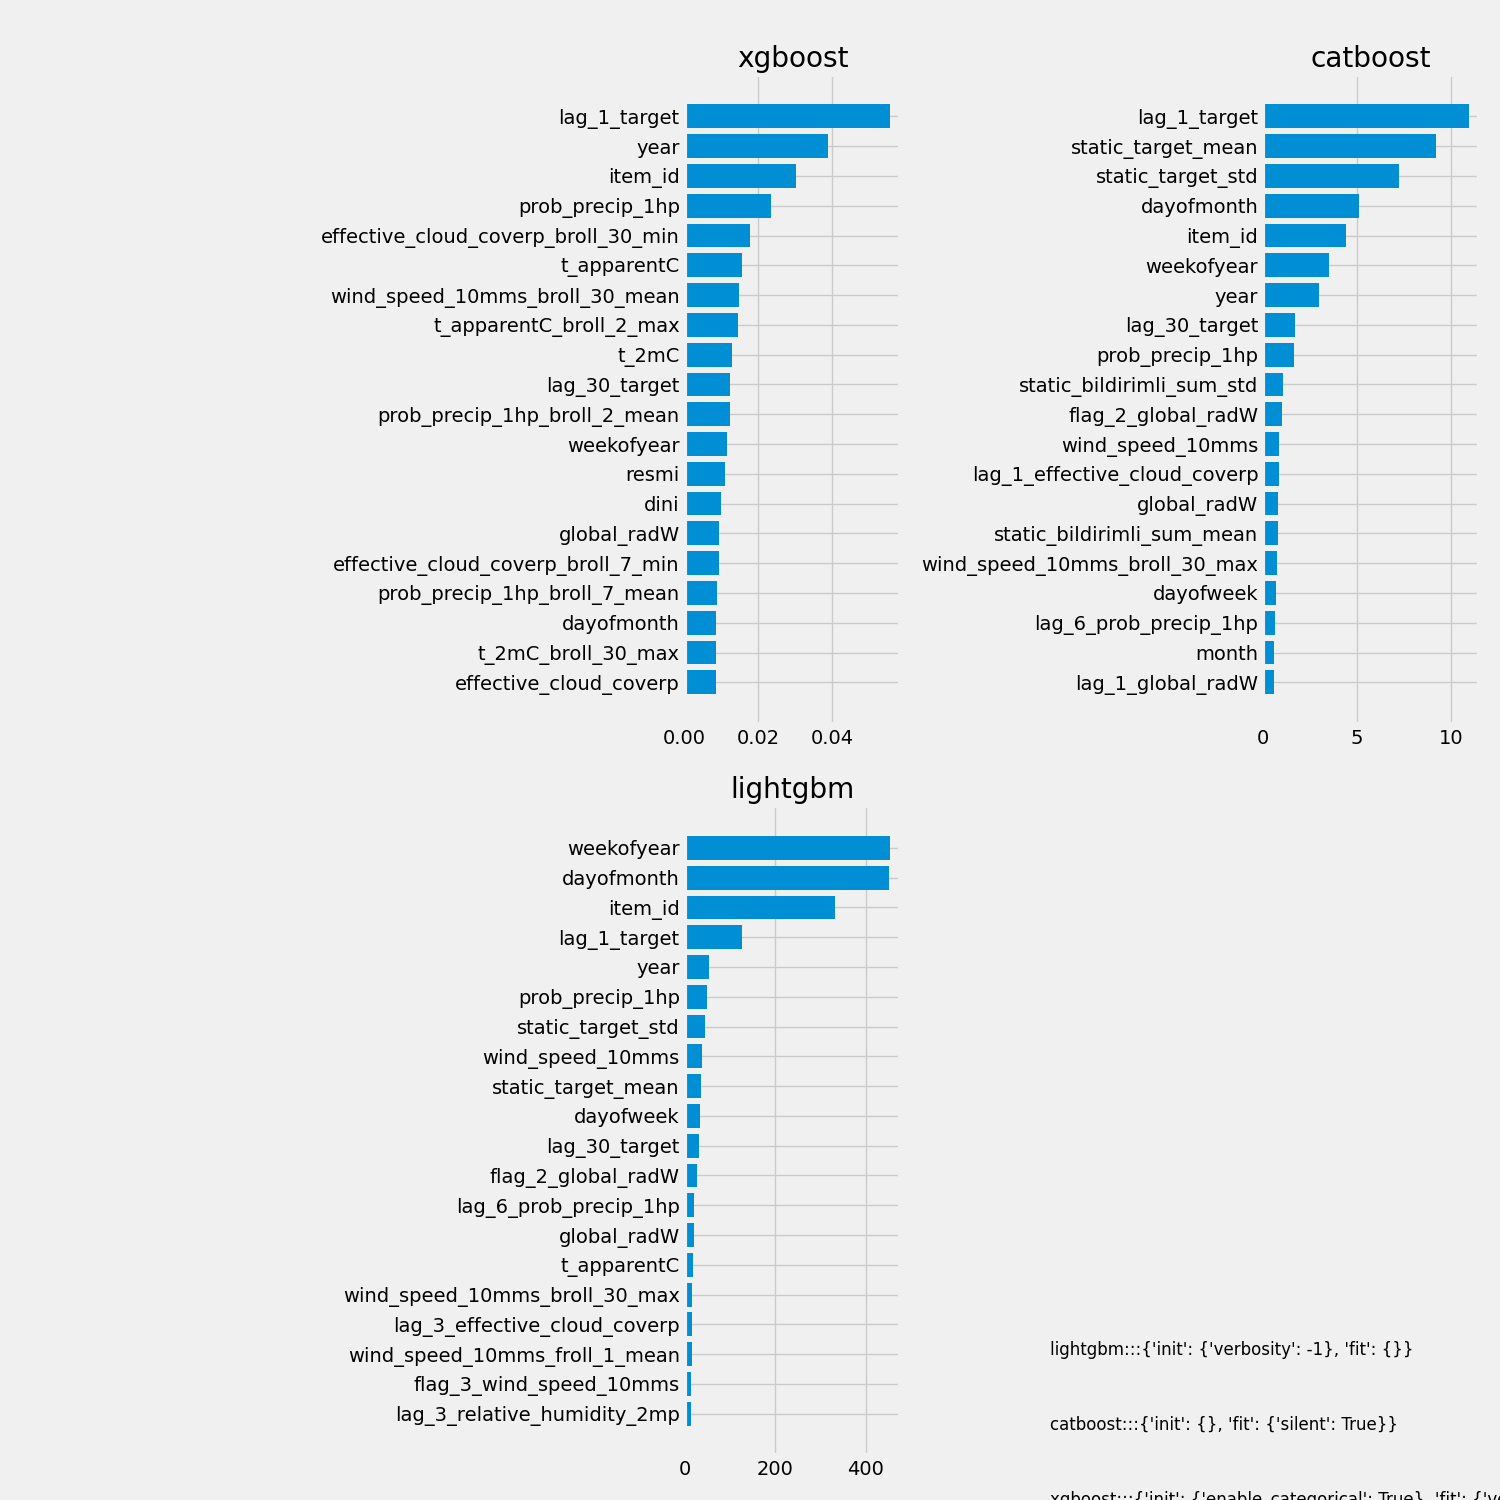 xgboost
lag_1_target
year
item_id
prob_precip_1hp
effective_cloud_coverp_broll_30_min
t_apparentC
wind_speed_10mms_broll_30_mean
t_apparentC_broll_2_max
t_2mC
lag_30_target
prob_precip_1hp_broll_2_mean
weekofyear
resmi
dini
global_radW
effective_cloud_coverp_broll_7_min
prob_precip_1hp_broll_7_mean
dayofmonth
t_2mC_broll_30_max
effective_cloud_coverp
0.00 0.02 0.04
catboost
lag_1_target
static_target_mean
static_target_std
dayofmonth
item_id
weekofyear
year
lag_30_target
prob_precip_1hp
static_bildirimli_sum_std
flag_2_global_radW
wind_speed_10mms
lag_1_effective_cloud_coverp
global_radW
static_bildirimli_sum_mean
wind_speed_10mms_broll_30_max
dayofweek
lag_6_prob_precip_1hp
month
lag_1_global_radW
0 5 10
lightgbm
weekofyear
dayofmonth
item_id
lag_1_target
year
prob_precip_1hp
static_target_std
wind_speed_10mms
static_target_mean
dayofweek
lag_30_target
flag_2_global_radW
lag_6_prob_precip_1hp
global_radW
t_apparentC
wind_speed_10mms_broll_30_max
lag_3_effective_cloud_coverp
wind_speed_10mms_froll_1_mean
flag_3_wind_speed_10mms
lag_3_relative_humidity_2mp
0 200 400
lightgbm:::{'init': {'verbosity': -1}, 'fit': {}}
catboost:::{'init': {}, 'fit': {'silent': True}}
xgboost:::{'init': {'enable_categorical': True}, 'fit':